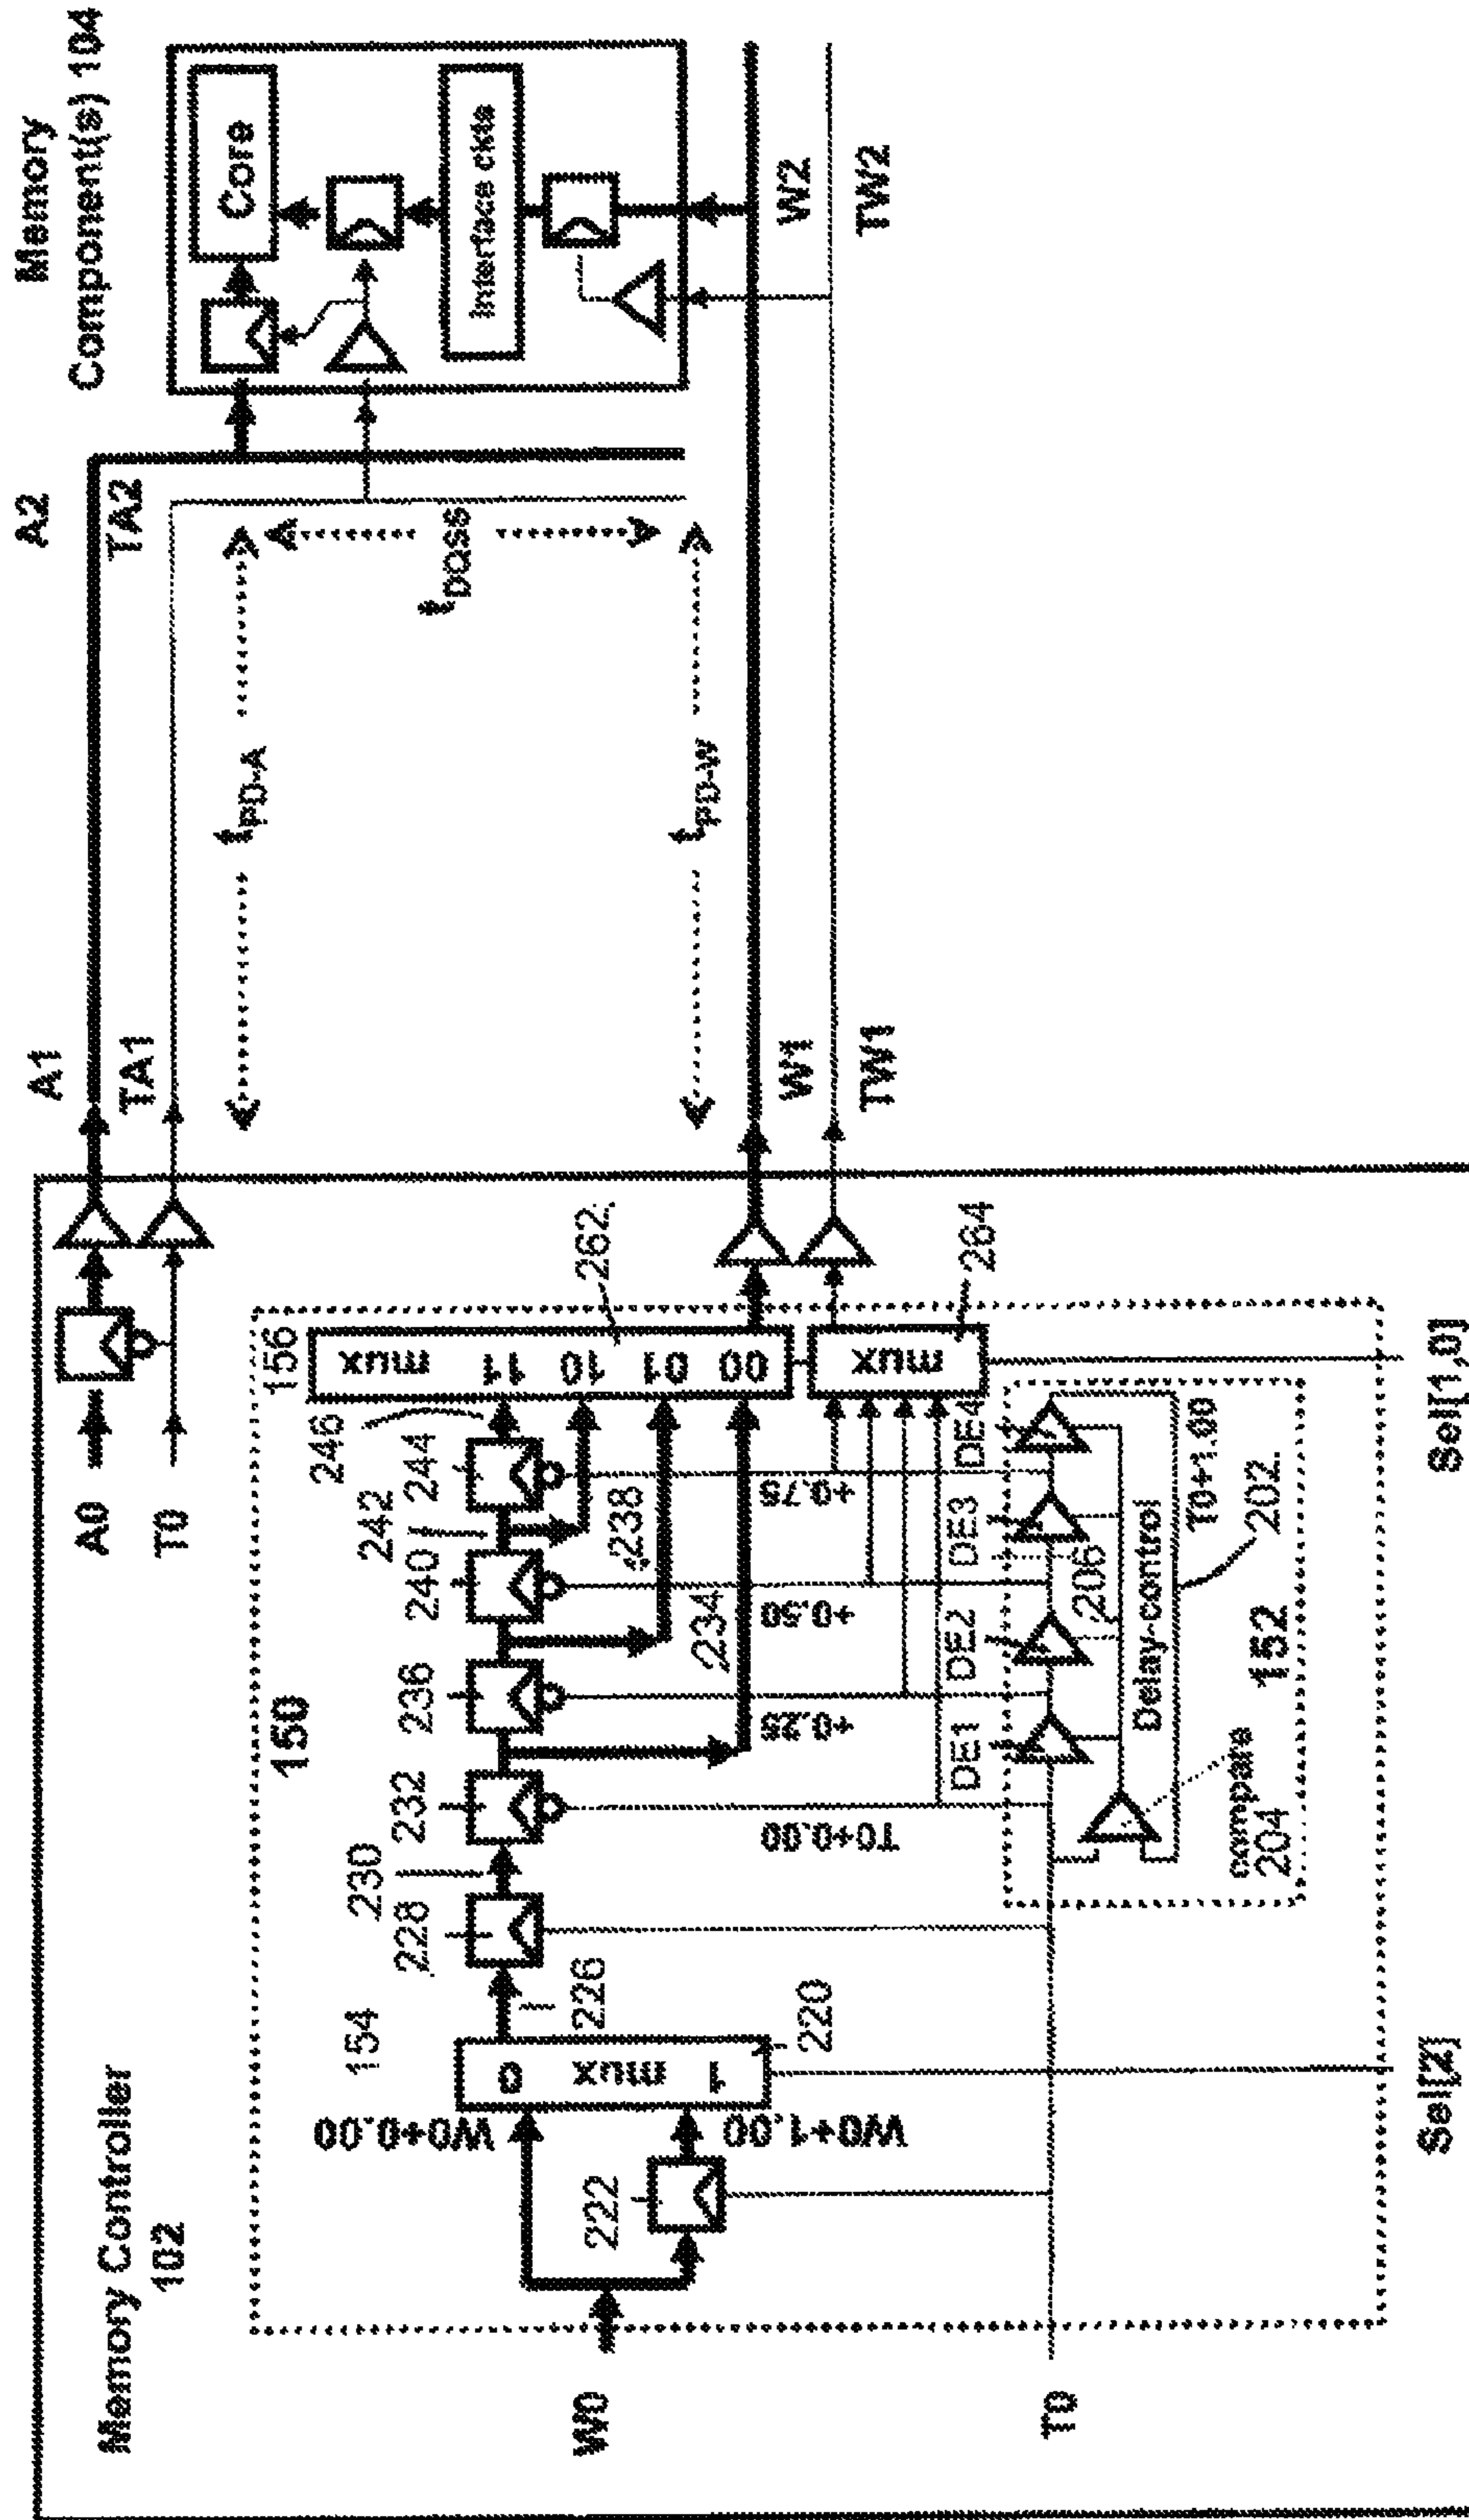 Memory Controller
102
A0
T0
A1
TA1
A2
TA2
Memory
Component(s) 104
Core
Interface ckts
tPD-A
tDQSS
tPD-W
W1
TW1
W2
TW2
150
154
W0
W0+0.00
W0+1.00
222
0
mux
1
220
226
228
230
232
236
240
242
244
246
234
238
156
mux
11
10
01
00
262
mux
264
T0+0.00
+0.25
+0.50
+0.75
T0
DE1
DE2
DE3
DE4
206
Delay-control
T0+1.00
202
152
compare
204
Sel[2]
Sel[1,0]